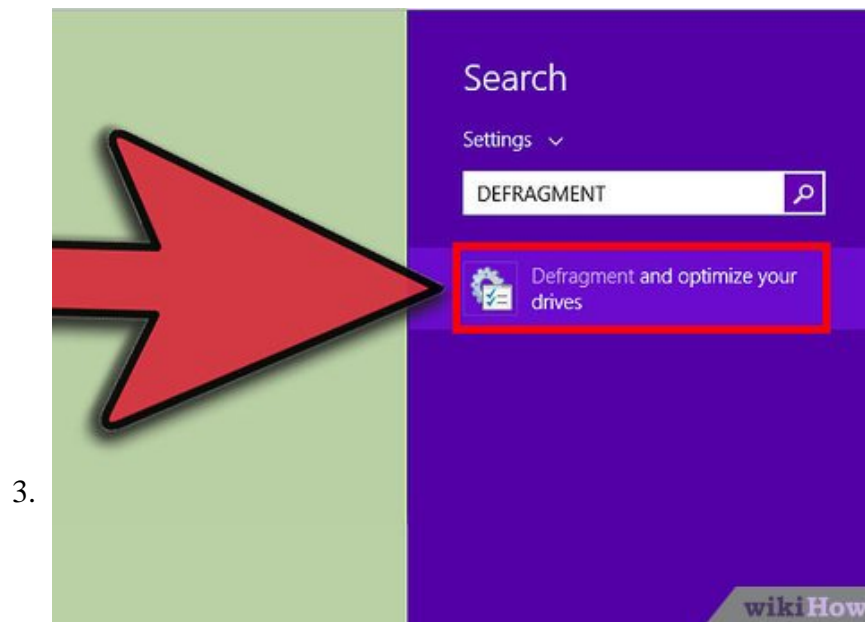 Search
Settings
DEFRAGMENT
Defragment and optimize your
drives
3.
wikiHow